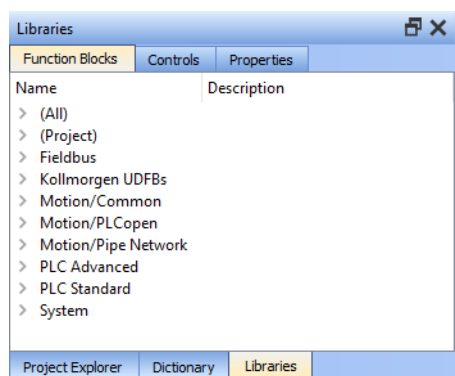 Libraries
Function Blocks Controls Properties
Name Description
(All)
(Project)
Fieldbus
Kollmorgen UDFBs
Motion/Common
Motion/PLCopen
Motion/Pipe Network
PLC Advanced
PLC Standard
System
Project Explorer Dictionary Libraries